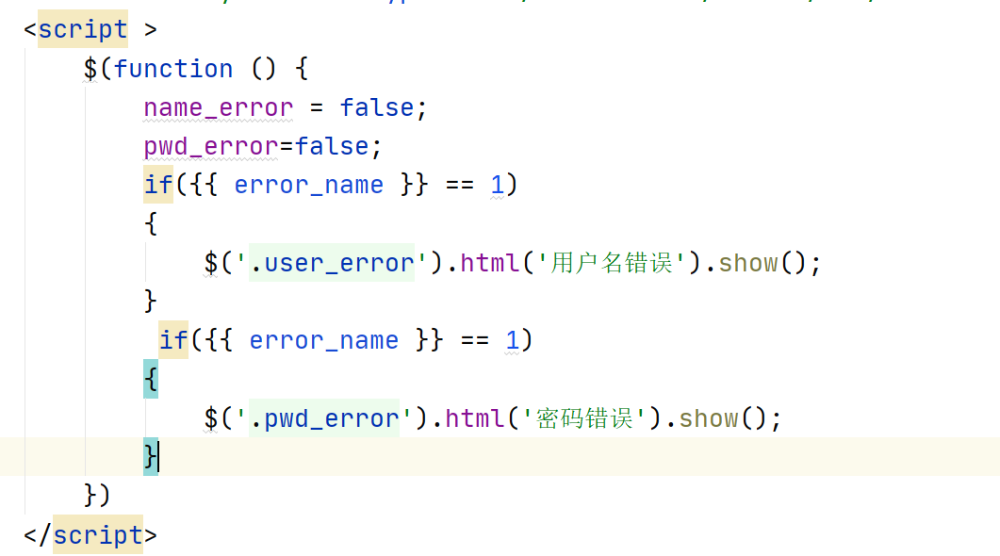 <script >
$(function () {
name_error = false;
pwd_error=false;
if({{ error_name }} == 1)
{
$('.user_error').html('用户名错误').show();
}
if({{ error_name }} == 1)
{
$('.pwd_error').html('密码错误').show();
}
})
</script>